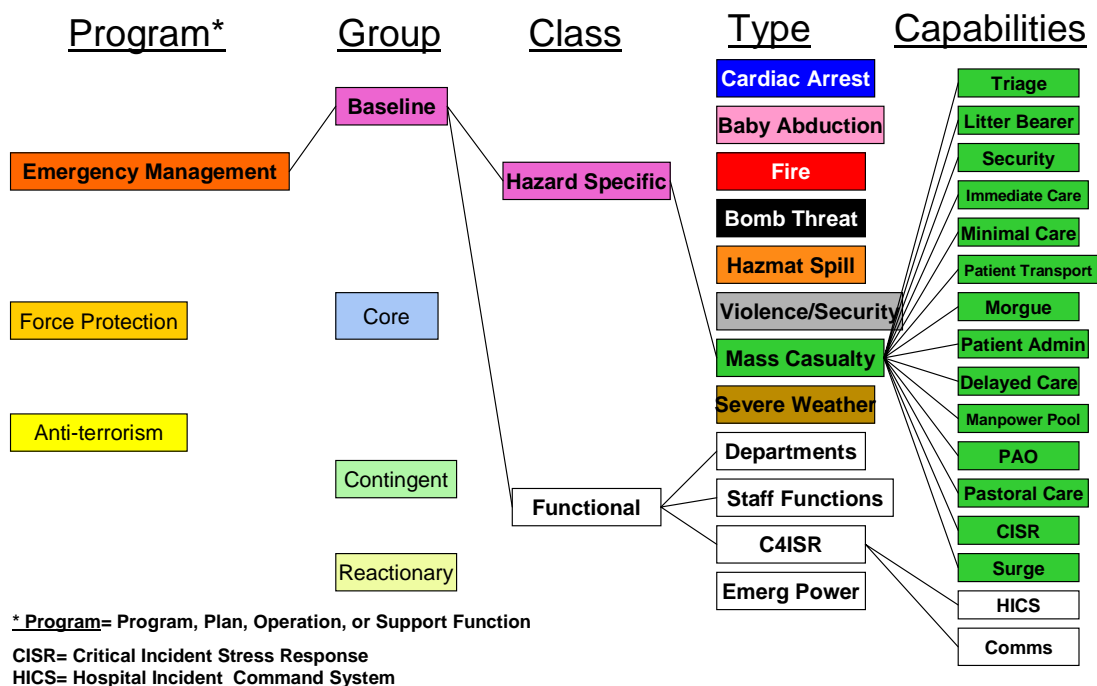 Program* Group Class Type Capabilities
Cardiac Arrest
Baby Abduction
Fire
Bomb Threat
Hazmat Spill
Violence/Security
Mass Casualty
Severe Weather
Departments
Staff Functions
C4ISR
Emerg Power
Baseline
Core
Contingent
Reactionary
Emergency Management
Force Protection
Anti-terrorism
Hazard Specific
Functional
Triage
Litter Bearer
Security
Immediate Care
Minimal Care
Patient Transport
Morgue
Patient Admin
Delayed Care
Manpower Pool
PAO
Pastoral Care
CISR
Surge
HICS
Comms
* Program= Program, Plan, Operation, or Support Function
CISR= Critical Incident Stress Response
HICS= Hospital Incident Command System